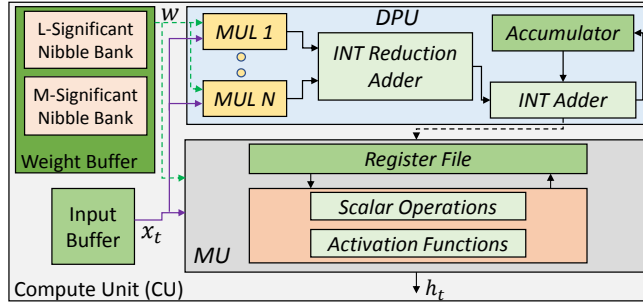 w
DPU
L-Significant
Nibble Bank
M-Significant
Nibble Bank
Weight Buffer
MUL 1
MUL N
INT Reduction
Adder
Accumulator
INT Adder
Input
Buffer
x_t
Register File
Scalar Operations
Activation Functions
MU
Compute Unit (CU)
h_t